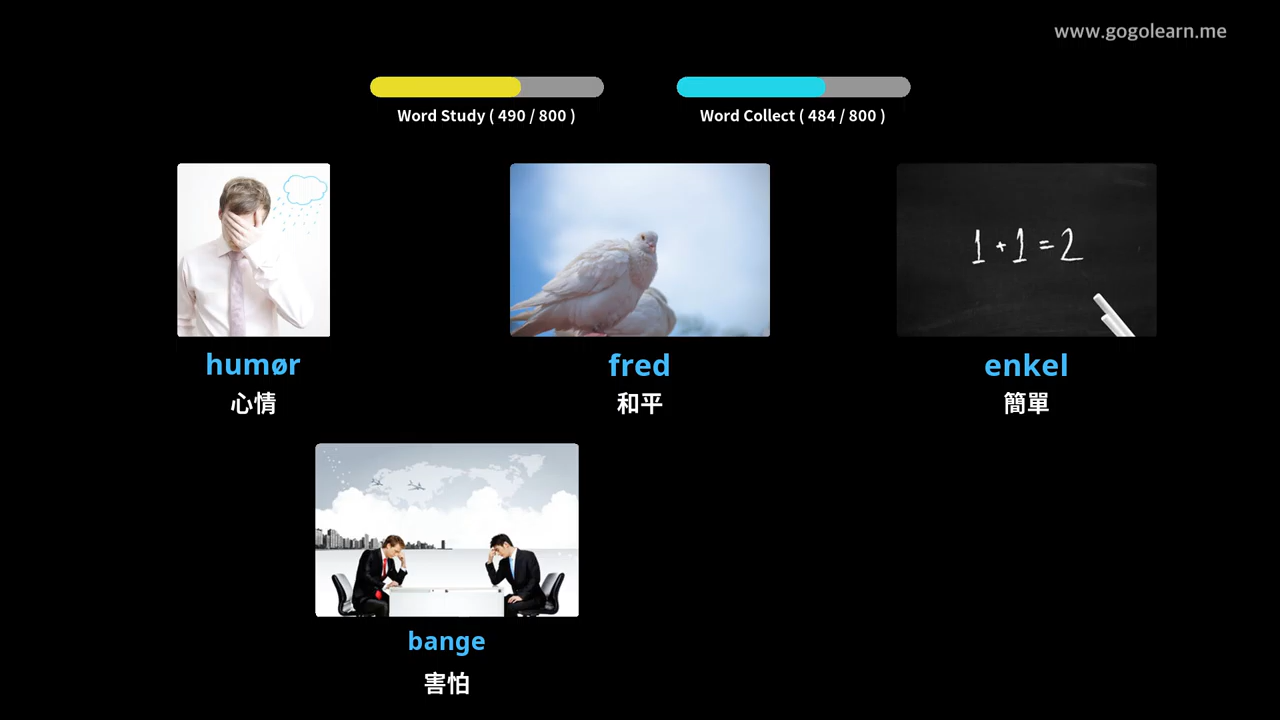 www.gogolearn.me
Word Study ( 490 / 800 )
Word Collect ( 484 / 800 )
1 + 1 = 2
humør
心情
fred
和平
enkel
簡單
bange
害怕